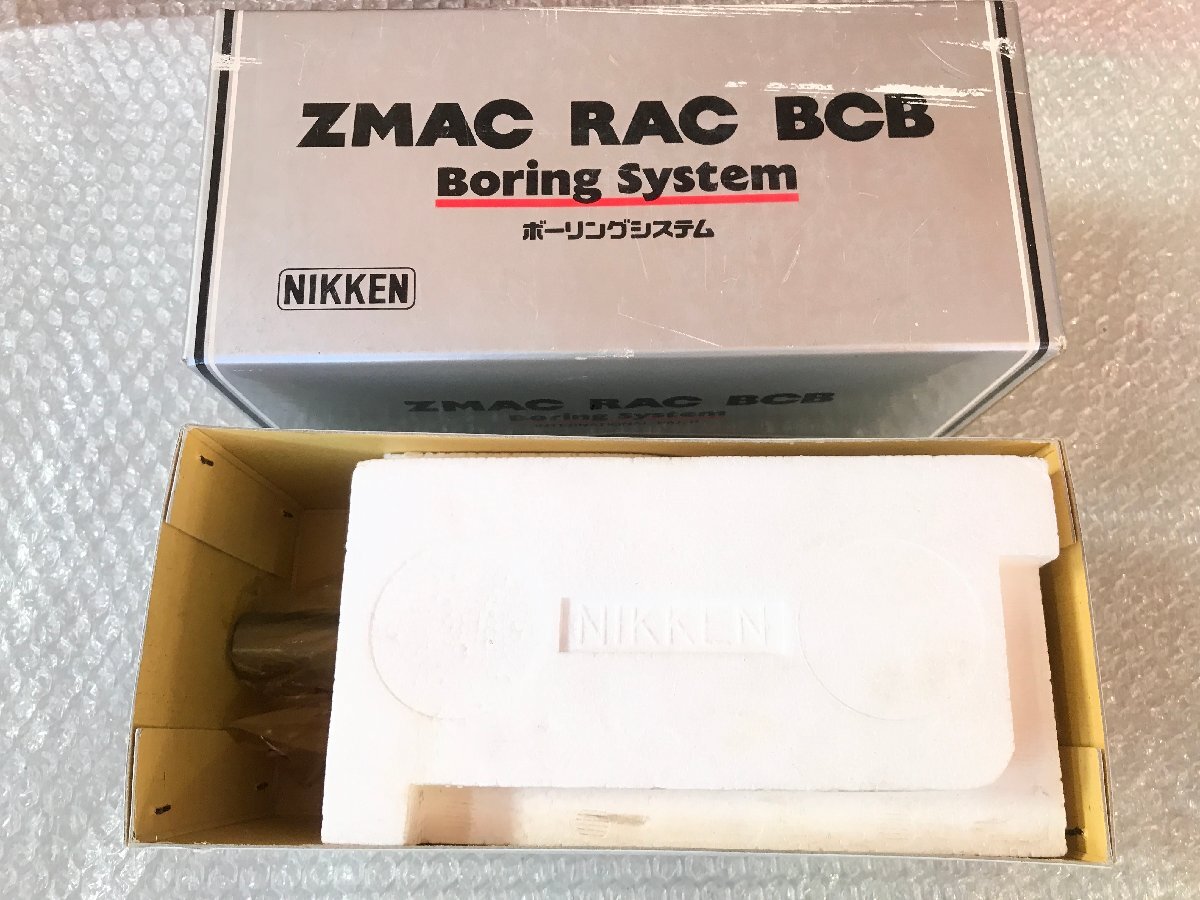 ZMAC RAC BCB
Boring System
ボーリングシステム
NIKKEN
ZMAC RAC BCB
Boring System
NIKKEN